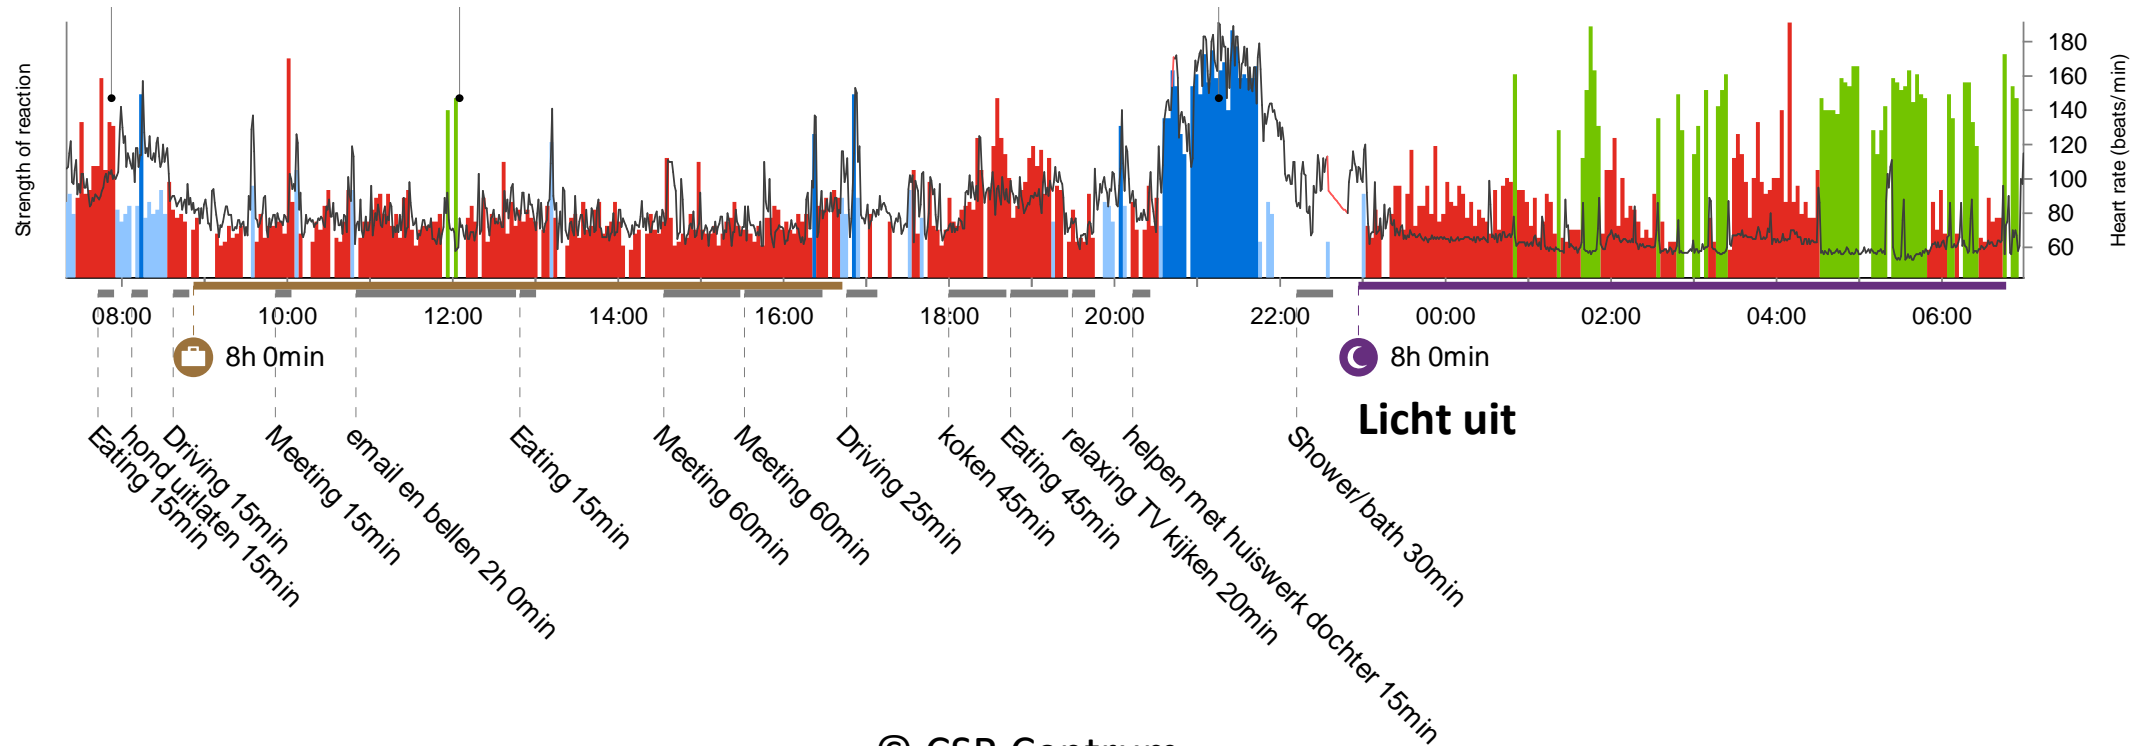 Strength of reaction
180
160
140
120
100
80
60
Heart rate (beats/min)
08:00 10:00 12:00 14:00 16:00 18:00 20:00 22:00 00:00 02:00 04:00 06:00
8h 0min
8h 0min
Licht uit
Eating 15min
hond uitlaten 15min
Driving 15min
Meeting 15min
email en bellen 2h 0min
Eating 15min
Meeting 60min
Meeting 60min
Driving 25min
koken 45min
Eating 45min
relaxing TV kijken 20min
helpen met huiswerk dochter 15min
Shower/bath 30min
© CSR Centrum